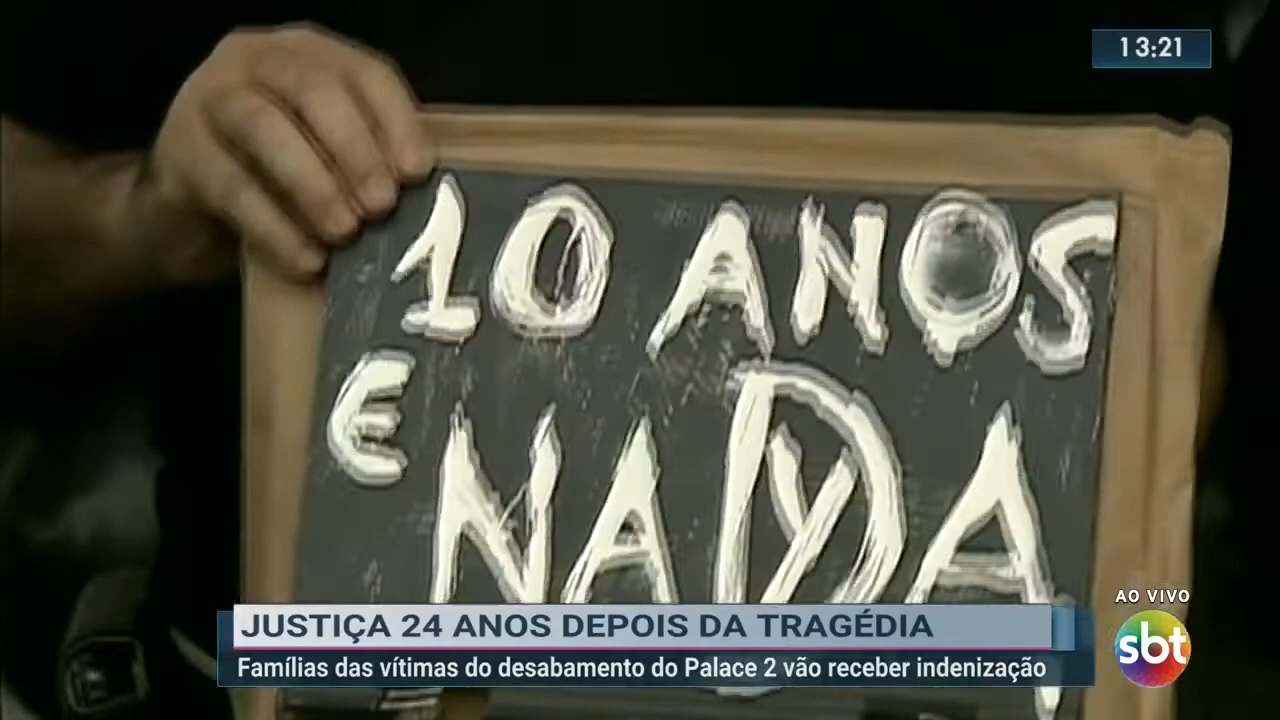 13:21
10 ANOS
E NADA
JUSTIÇA 24 ANOS DEPOIS DA TRAGÉDIA
Famílias das vítimas do desabamento do Palace 2 vão receber indenização
AO VIVO
sbt